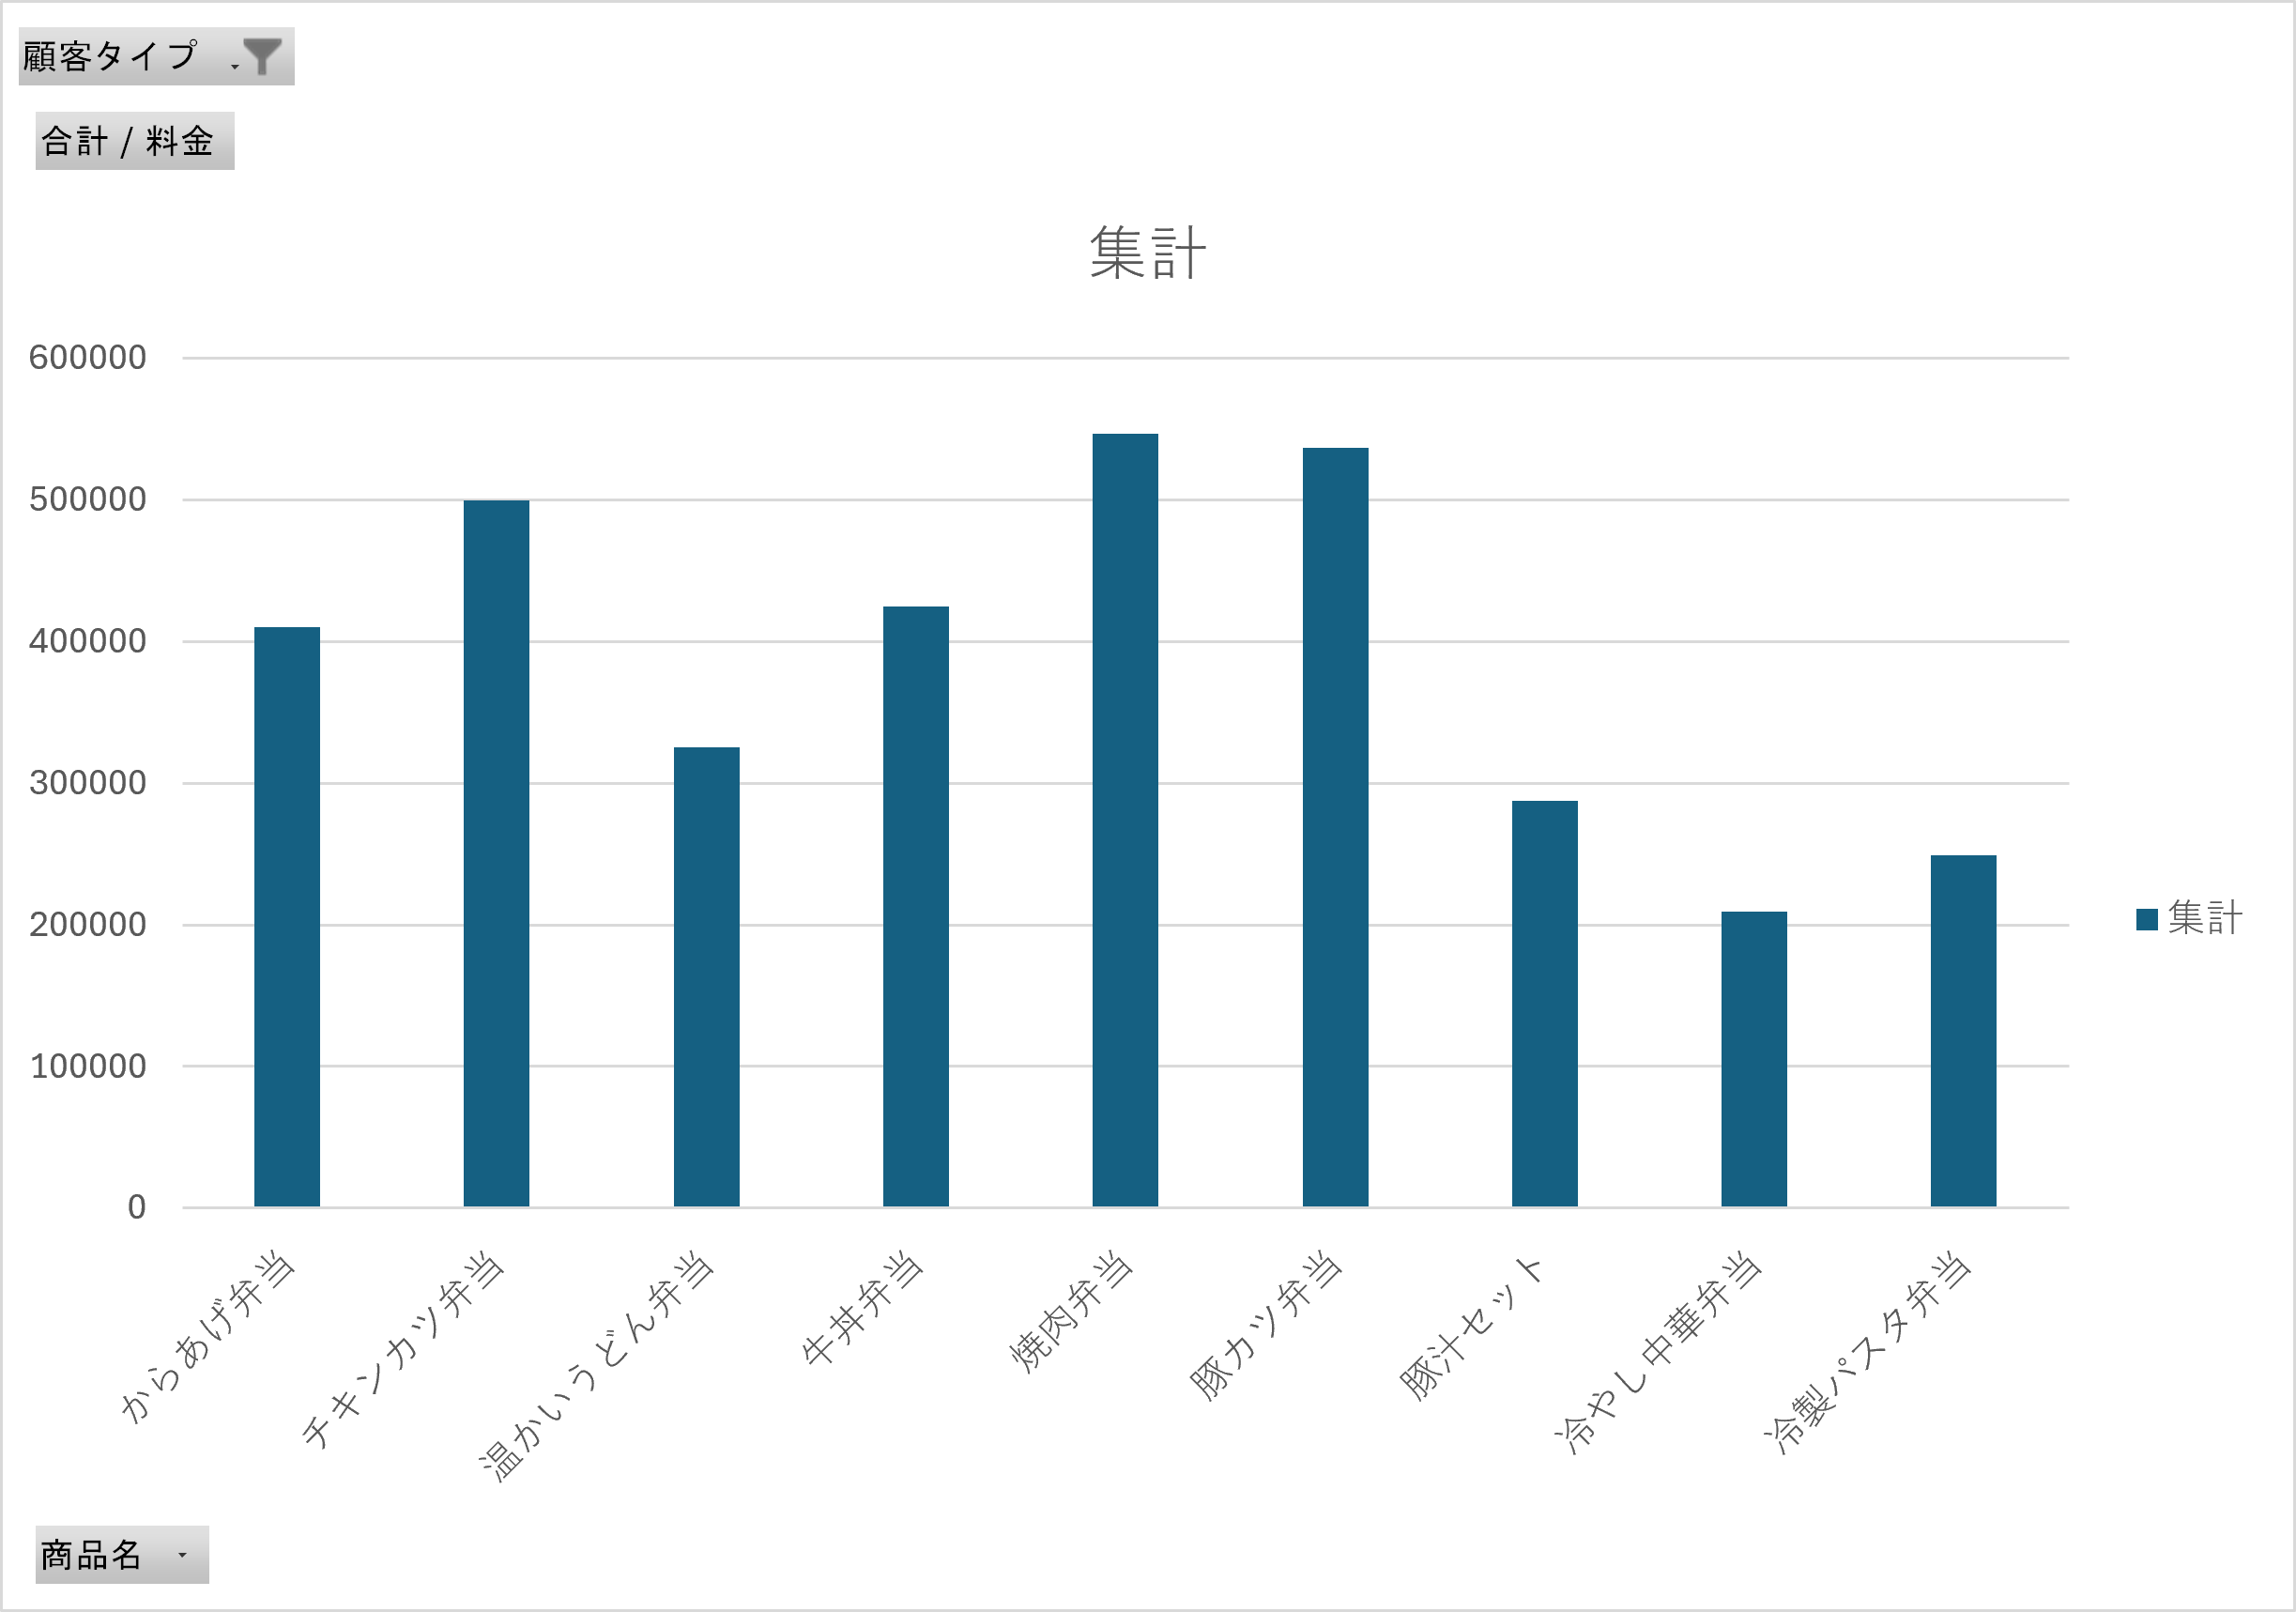 顧客タイプ
合計 / 料金
集計
600000
500000
400000
300000
200000
100000
0
からあげ弁当
チキンカツ弁当
温かいうどん弁当
牛丼弁当
焼肉弁当
豚カツ弁当
豚汁セット
冷やし中華弁当
冷製パスタ弁当
集計
商品名